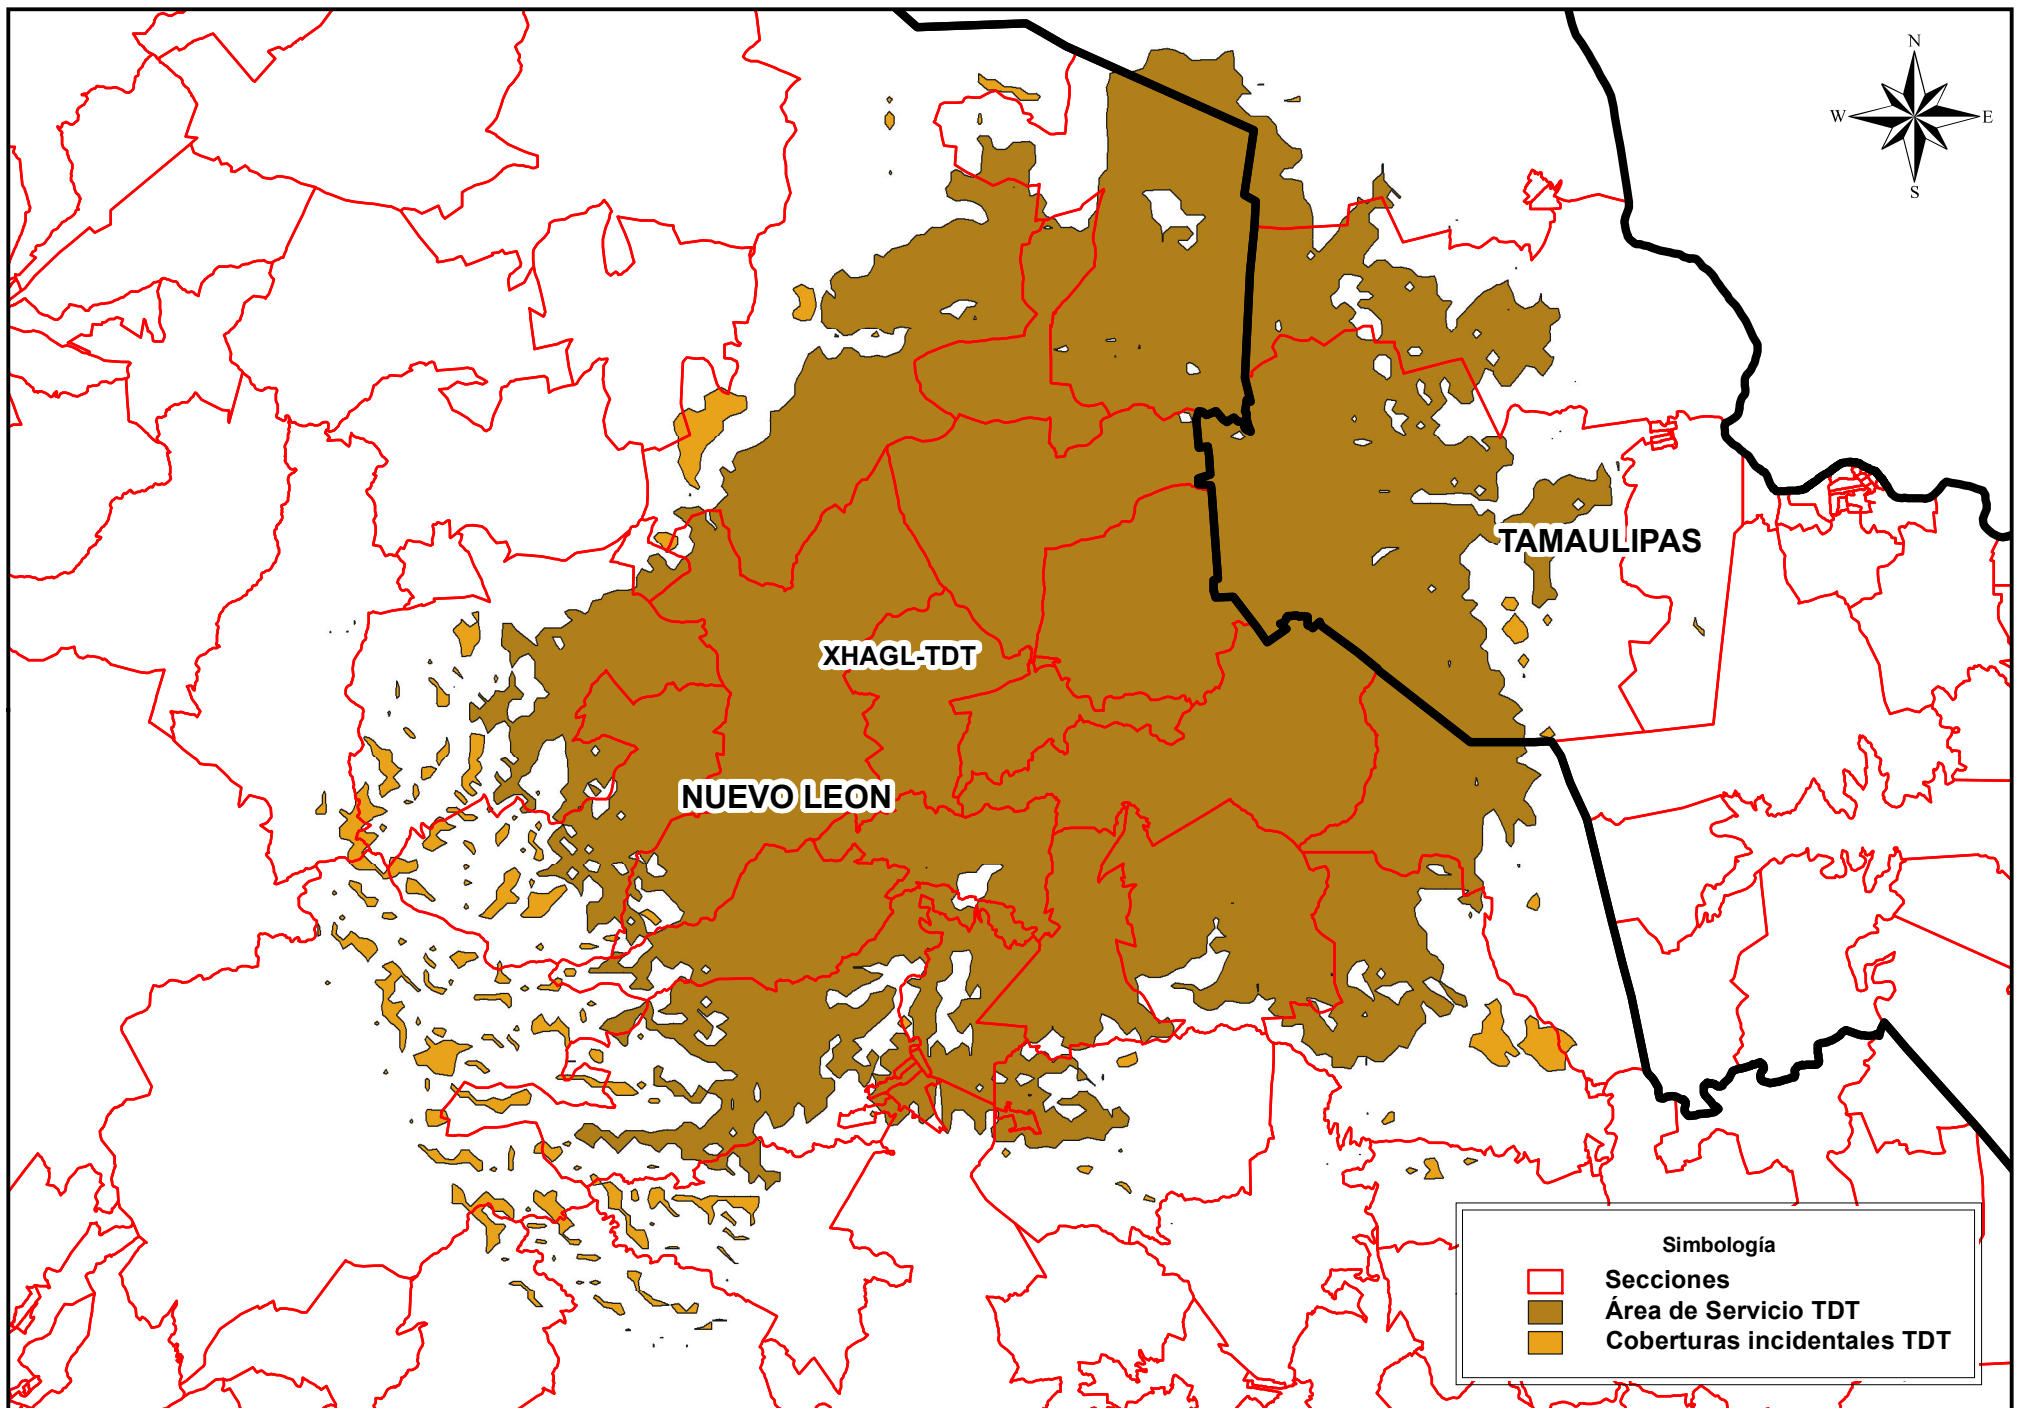 N
W E
S
TAMAULIPAS
XHAGL-TDT
NUEVO LEON
Simbología
Secciones
Área de Servicio TDT
Coberturas incidentales TDT